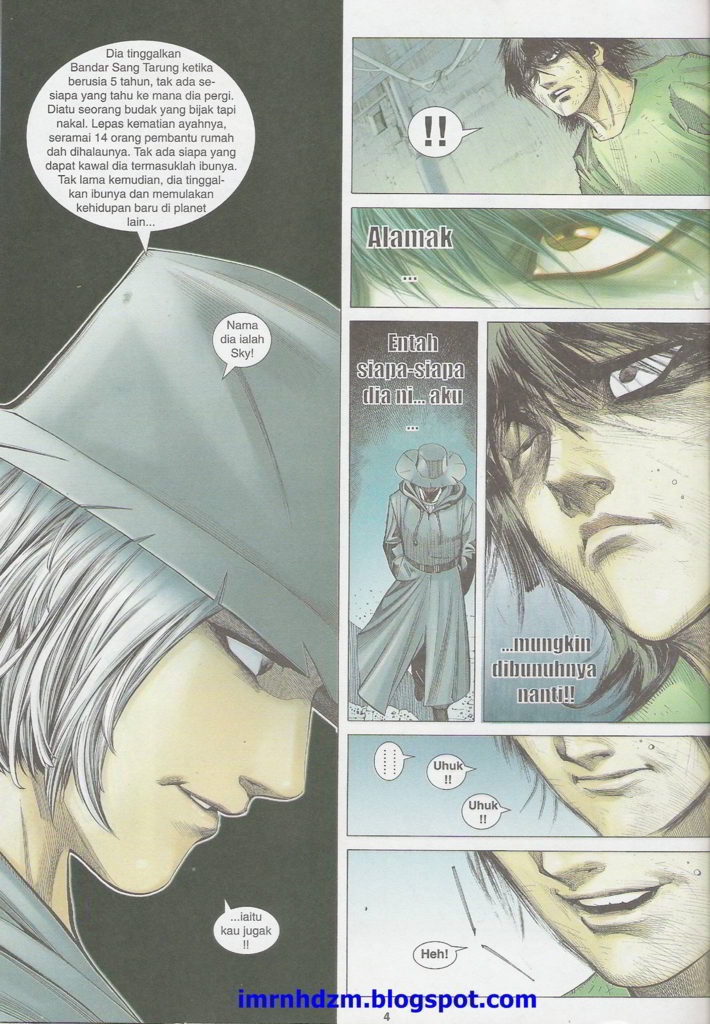 Dia tinggalkan
Bandar Sang Tarung ketika
berusia 5 tahun, tak ada se-
siapa yang tahu ke mana dia pergi.
Diatu seorang budak yang bijak tapi
nakal. Lepas kematian ayahnya,
seramai 14 orang pembantu rumah
dah dihalaunya. Tak ada siapa yang
dapat kawal dia termasuklah ibunya.
Tak lama kemudian, dia tinggal-
kan ibunya dan memulakan
kehidupan baru di planet
lain...
Nama
dia ialah
Sky!
...iaitu
kau jugak
!!
!!
Alamak
...
Entah
siapa-siapa
dia ni... aku
...
...mungkin
dibunuhnya
nanti!!
Uhuk
!!
Uhuk
!!
Heh!
imrnhdzm.blogspot.com
4